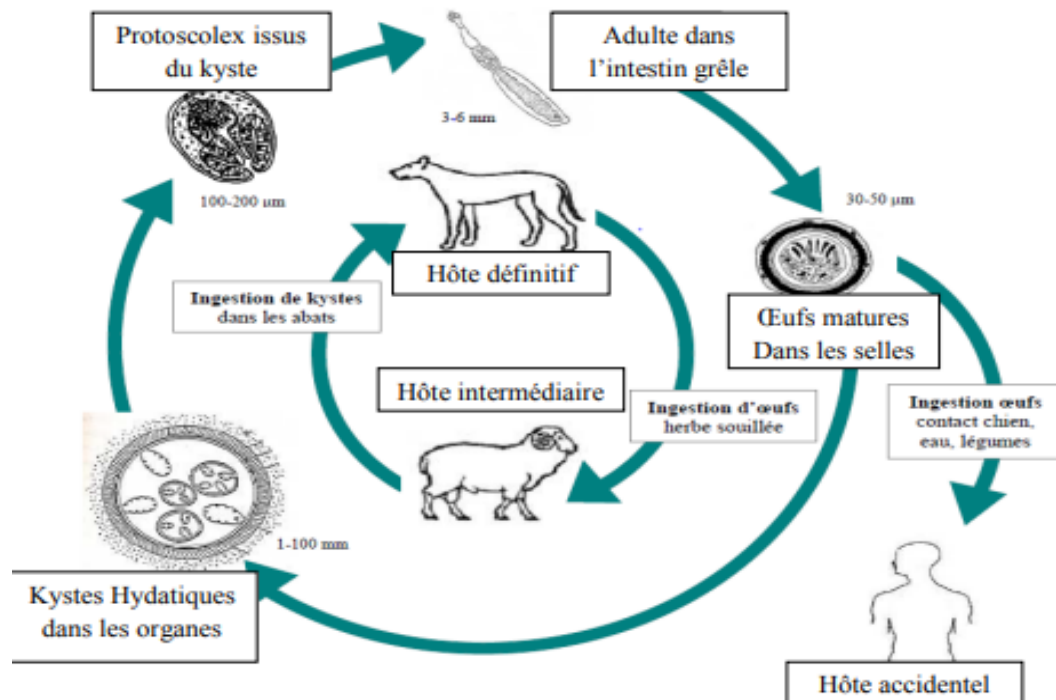 Protoscolex issus
du kyste
Adulte dans
l'intestin grêle
3-6 mm
100-200 µm
30-50 µm
Hôte définitif
Ingestion de kystes
dans les abats
Œufs matures
Dans les selles
Hôte intermédiaire
Ingestion d'œufs
herbe souillée
Ingestion œufs
contact chien,
eau, légumes
1-100 mm
Kystes Hydatiques
dans les organes
Hôte accidentel